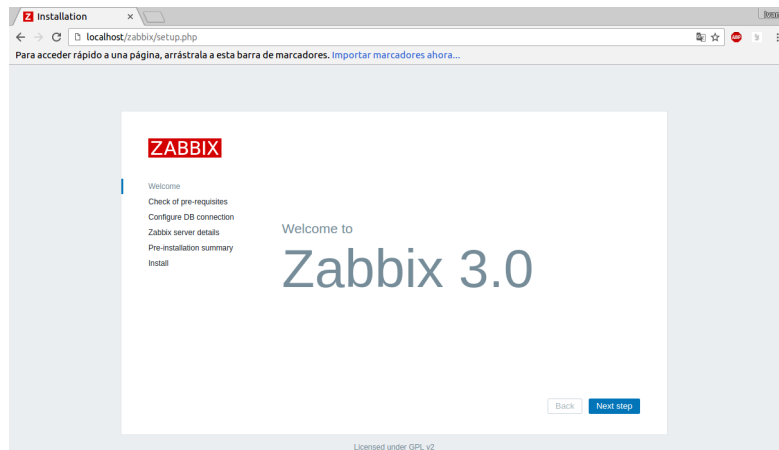 Installation
Ivan
localhost/zabbix/setup.php
ABP
Para acceder rápido a una página, arrástrala a esta barra de marcadores. Importar marcadores ahora...
ZABBIX
Welcome
Check of pre-requisites
Configure DB connection
Zabbix server details
Pre-installation summary
Install
Welcome to
Zabbix 3.0
Back
Next step
Licensed under GPL v2